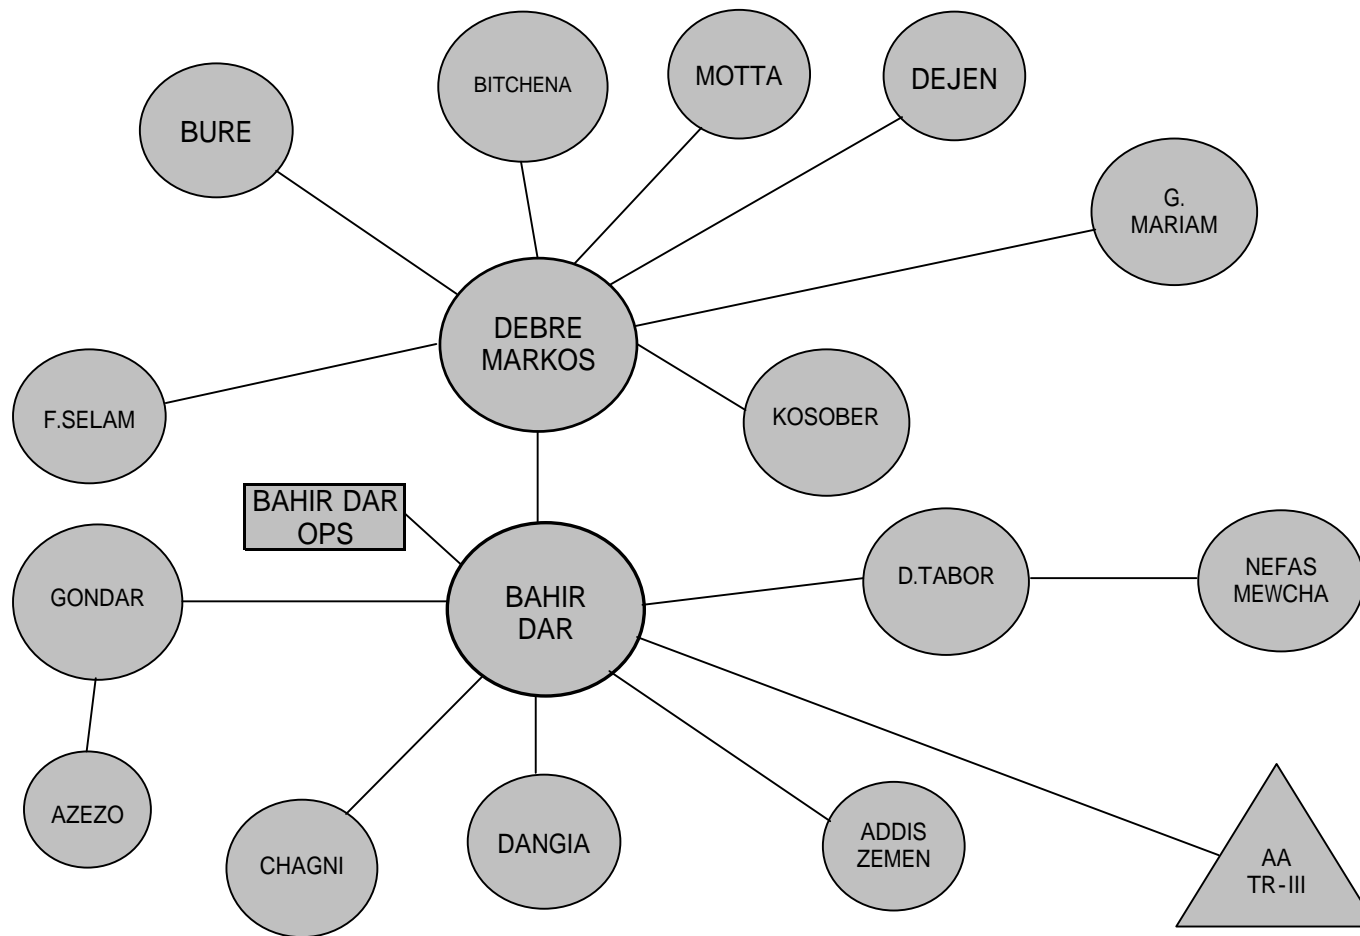 BITCHENA
MOTTA
DEJEN
BURE
G.
MARIAM
DEBRE
MARKOS
F.SELAM
KOSOBER
BAHIR DAR
OPS
GONDAR
BAHIR
DAR
D.TABOR
NEFAS
MEWCHA
AZEZO
CHAGNI
DANGIA
ADDIS
ZEMEN
AA
TR-III